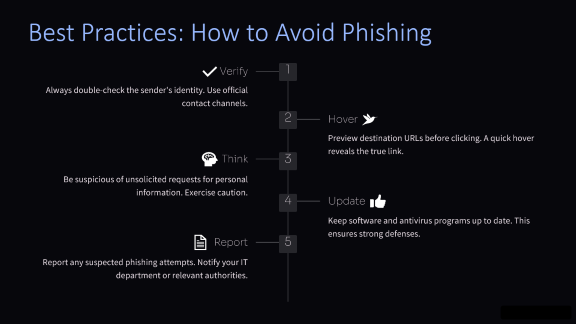 Best Practices: How to Avoid Phishing
Verify
1
Always double-check the sender's identity. Use official
contact channels.
2
Hover
Preview destination URLs before clicking. A quick hover
reveals the true link.
Think
3
Be suspicious of unsolicited requests for personal
information. Exercise caution.
4
Update
Keep software and antivirus programs up to date. This
ensures strong defenses.
Report
5
Report any suspected phishing attempts. Notify your IT
department or relevant authorities.